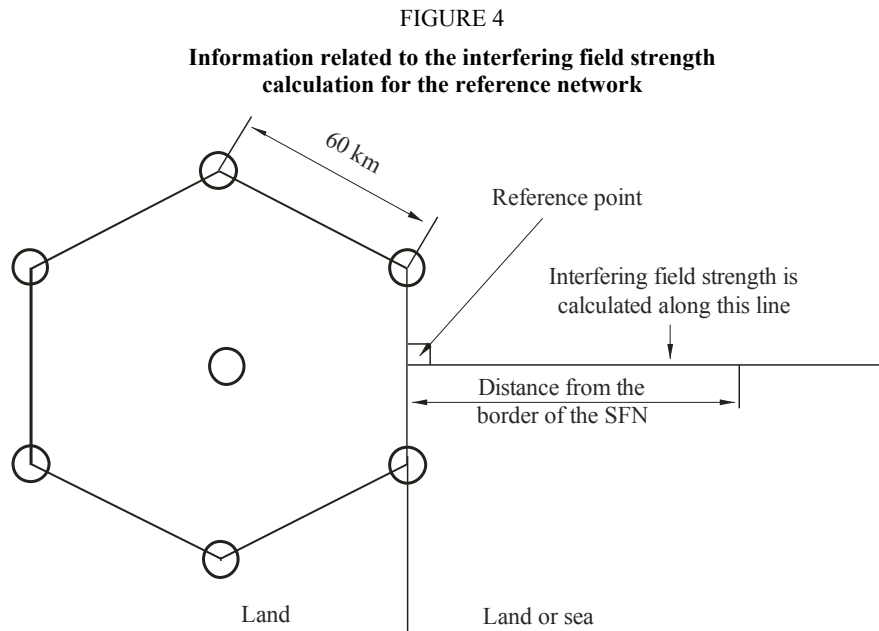 FIGURE 4
Information related to the interfering field strength
calculation for the reference network
60 km
Reference point
Interfering field strength is
calculated along this line
Distance from the
border of the SFN
Land
Land or sea